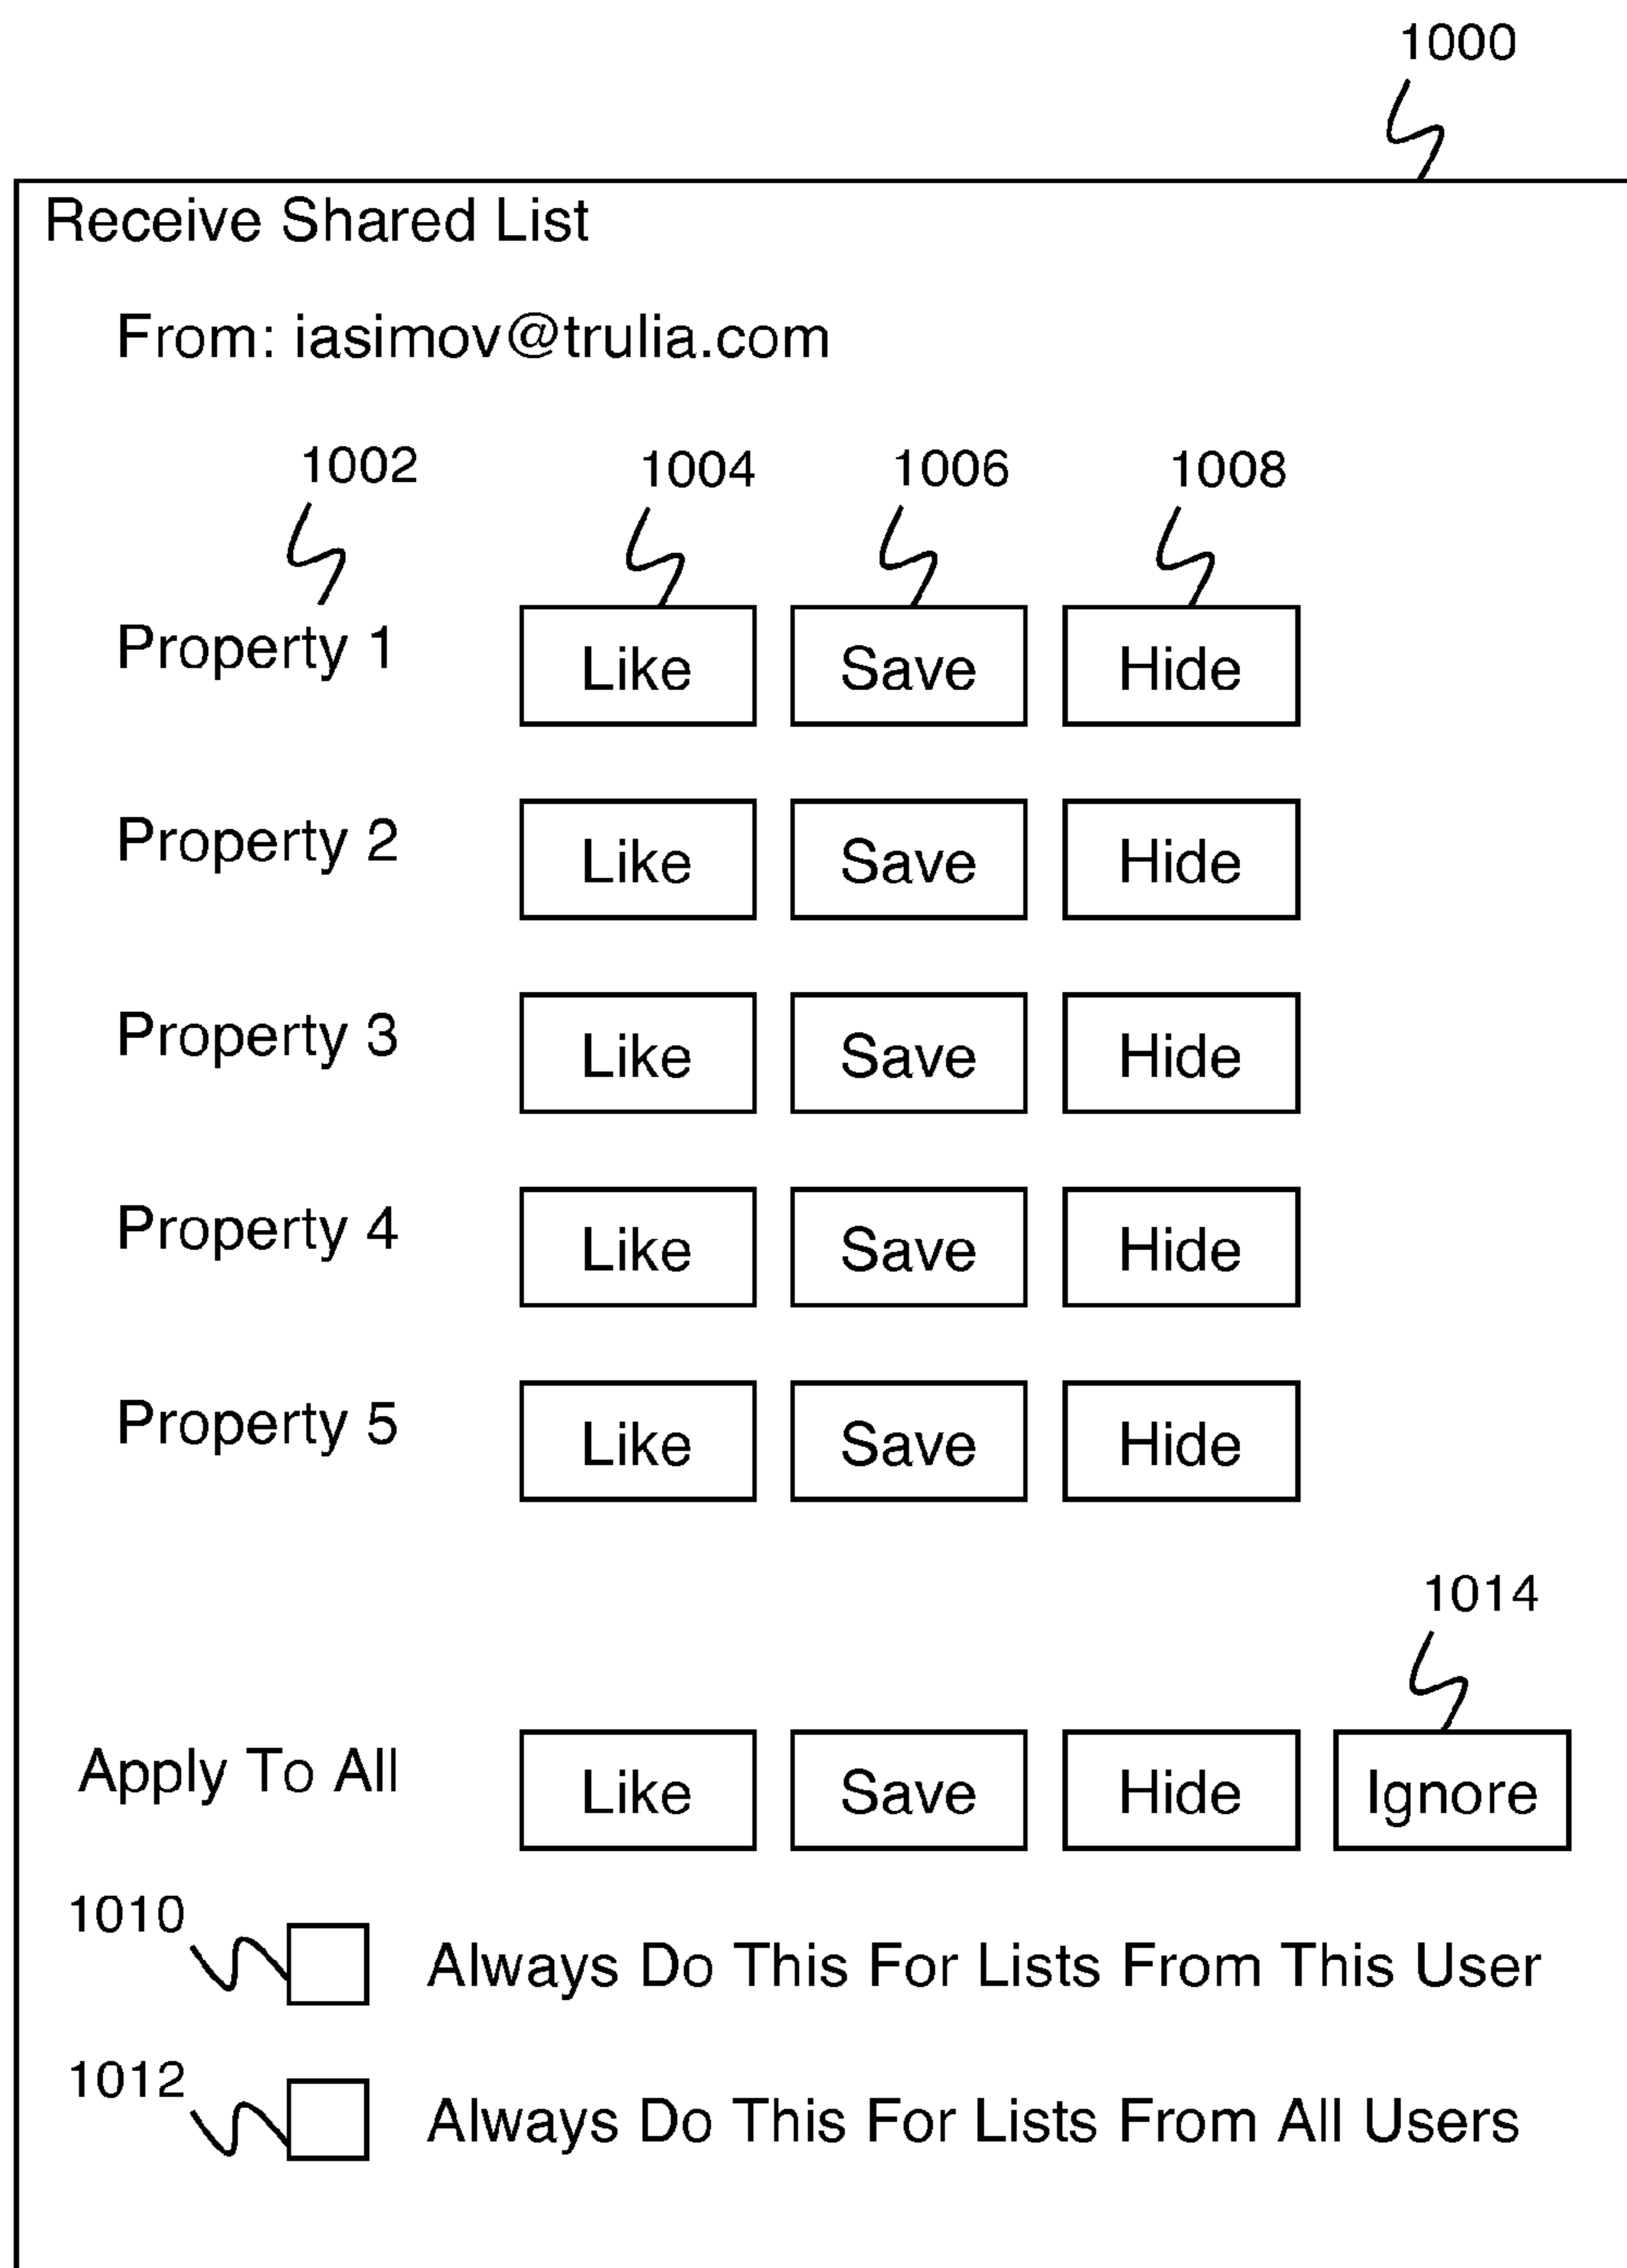 1000
Receive Shared List
From: iasimov@trulia.com
1002 1004 1006 1008
Property 1 Like Save Hide
Property 2 Like Save Hide
Property 3 Like Save Hide
Property 4 Like Save Hide
Property 5 Like Save Hide
1014
Apply To All Like Save Hide Ignore
1010 Always Do This For Lists From This User
1012 Always Do This For Lists From All Users